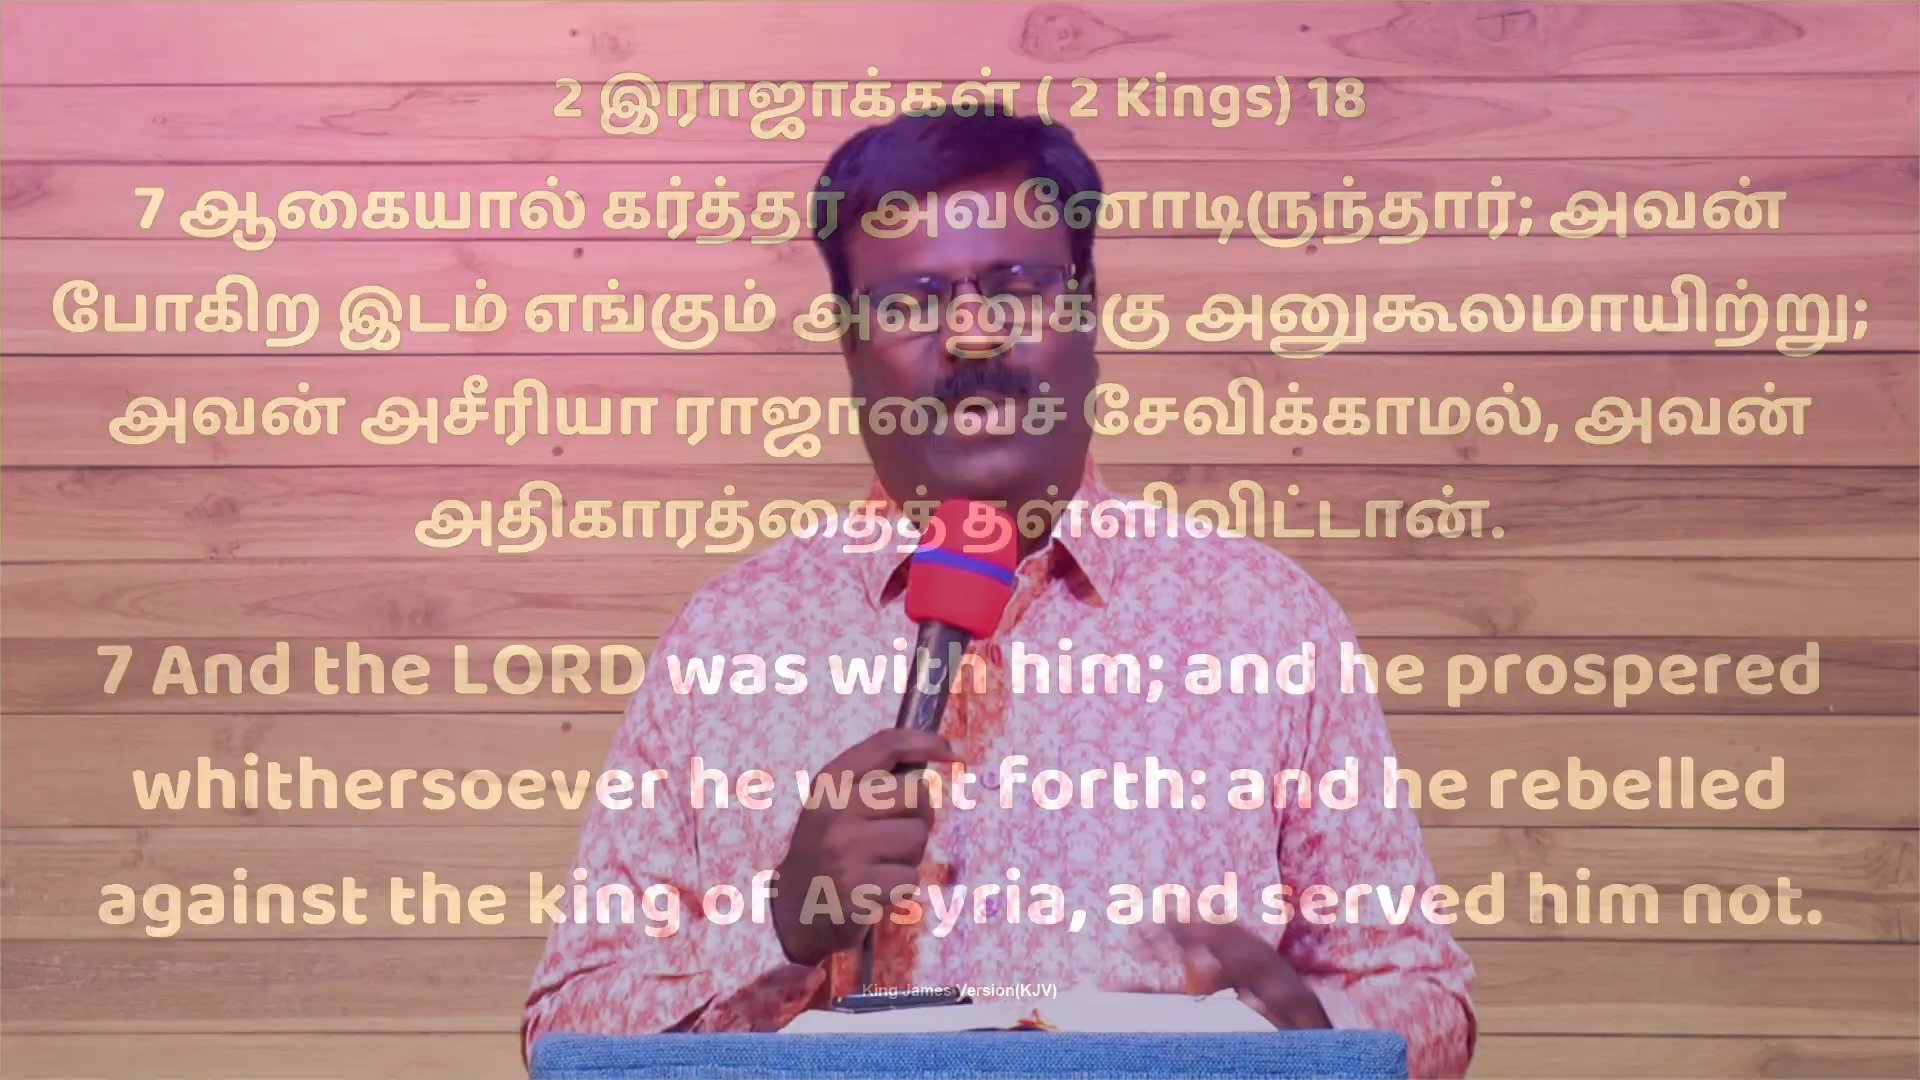 2 இராஜாக்கள் ( 2 Kings) 18
7 ஆகையால் கர்த்தர் அவனோடிருந்தார்; அவன்
போகிற இடம் எங்கும் அவனுக்கு அனுகூலமாயிற்று;
அவன் அசீரியா ராஜாவைச் சேவிக்காமல், அவன்
அதிகாரத்தைத் தள்ளிவிட்டான்.
7 And the LORD was with him; and he prospered
whithersoever he went forth: and he rebelled
against the king of Assyria, and served him not.
King James Version(KJV)